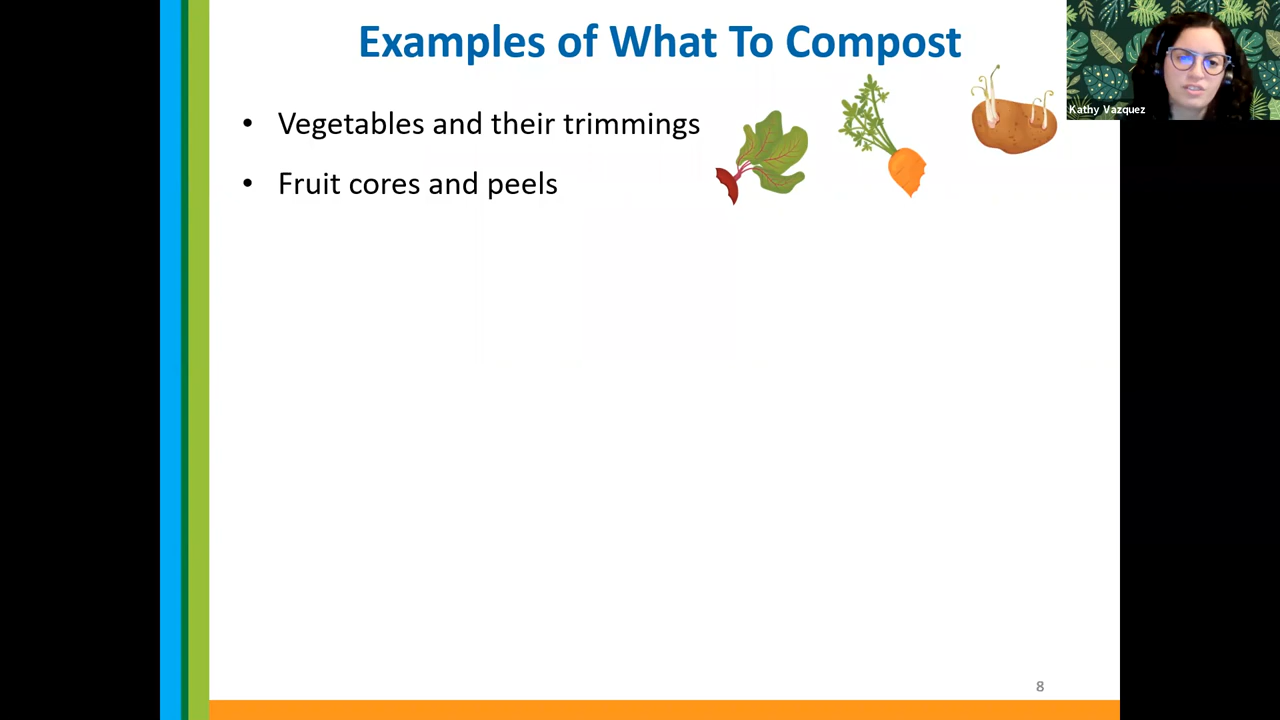 Examples of What To Compost
Kathy Vazquez
• Vegetables and their trimmings
• Fruit cores and peels
8